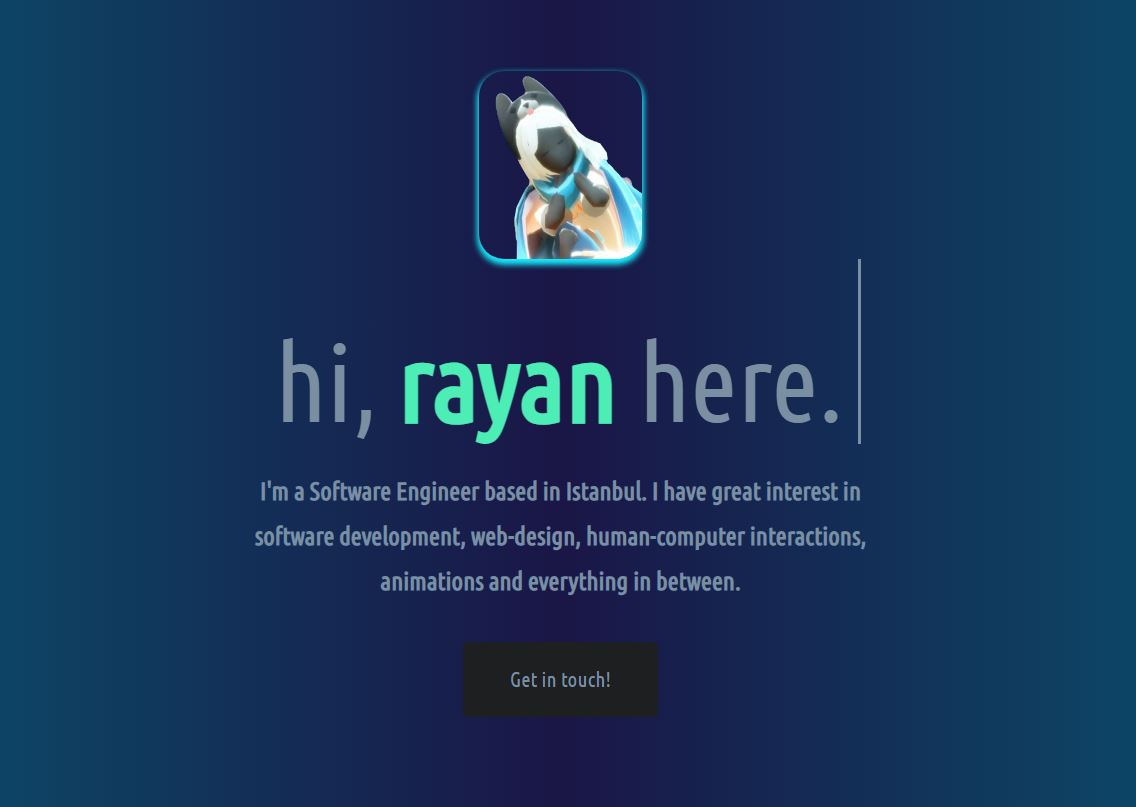 hi, rayan here.
I'm a Software Engineer based in Istanbul. I have great interest in
software development, web-design, human-computer interactions,
animations and everything in between.
Get in touch!